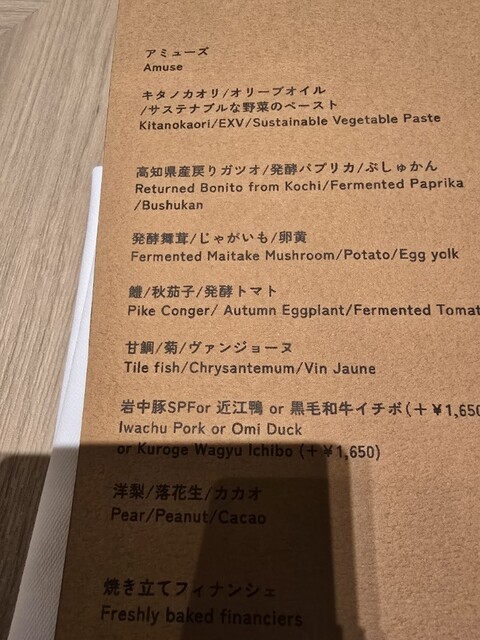 アミューズ
Amuse
キタノカオリ/オリーブオイル
/サステナブルな野菜のペースト
Kitanokaori/EXV/Sustainable Vegetable Paste
高知県産戻りガツオ/発酵パプリカ/ぶしゅかん
Returned Bonito from Kochi/Fermented Paprika
/Bushukan
発酵舞茸/じゃがいも/卵黄
Fermented Maitake Mushroom/Potato/Egg yolk
鱧/秋茄子/発酵トマト
Pike Conger/ Autumn Eggplant/Fermented Tomat
甘鯛/菊/ヴァンジョーヌ
Tile fish/Chrysantemum/Vin Jaune
岩中豚SPFor 近江鴨 or 黒毛和牛イチボ(+¥1,650
Iwachu Pork or Omi Duck
or Kuroge Wagyu Ichibo (+¥1,650)
洋梨/落花生/カカオ
Pear/Peanut/Cacao
焼き立てフィナンシェ
Freshly baked financiers